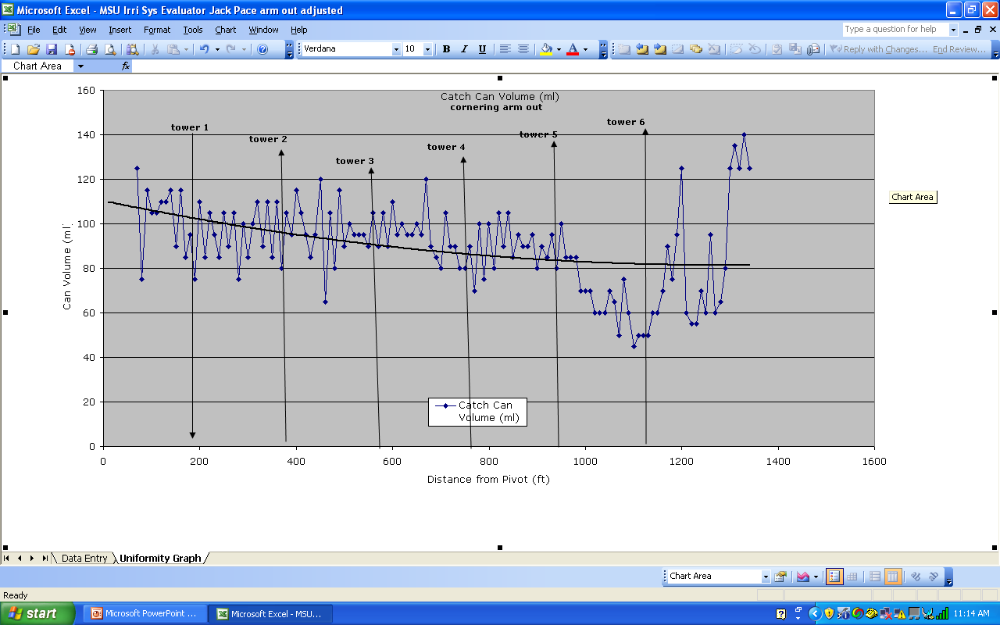 Microsoft Excel - MSU Irri Sys Evaluator Jack Pace arm out adjusted
File Edit View Insert Format Tools Chart Window Help
Type a question for help
Verdana 10 B I U A
Reply with Changes... End Review...
Chart Area fx
160
140
120
100
80
60
40
20
0
Can Volume (ml)
Catch Can Volume (ml)
cornering arm out
tower 1
tower 2
tower 3
tower 4
tower 5
tower 6
Chart Area
Catch Can
Volume (ml)
0 200 400 600 800 1000 1200 1400 1600
Distance from Pivot (ft)
Data Entry Uniformity Graph
Chart Area
Ready
start Microsoft PowerPoint ... Microsoft Excel - MSU... 11:14 AM